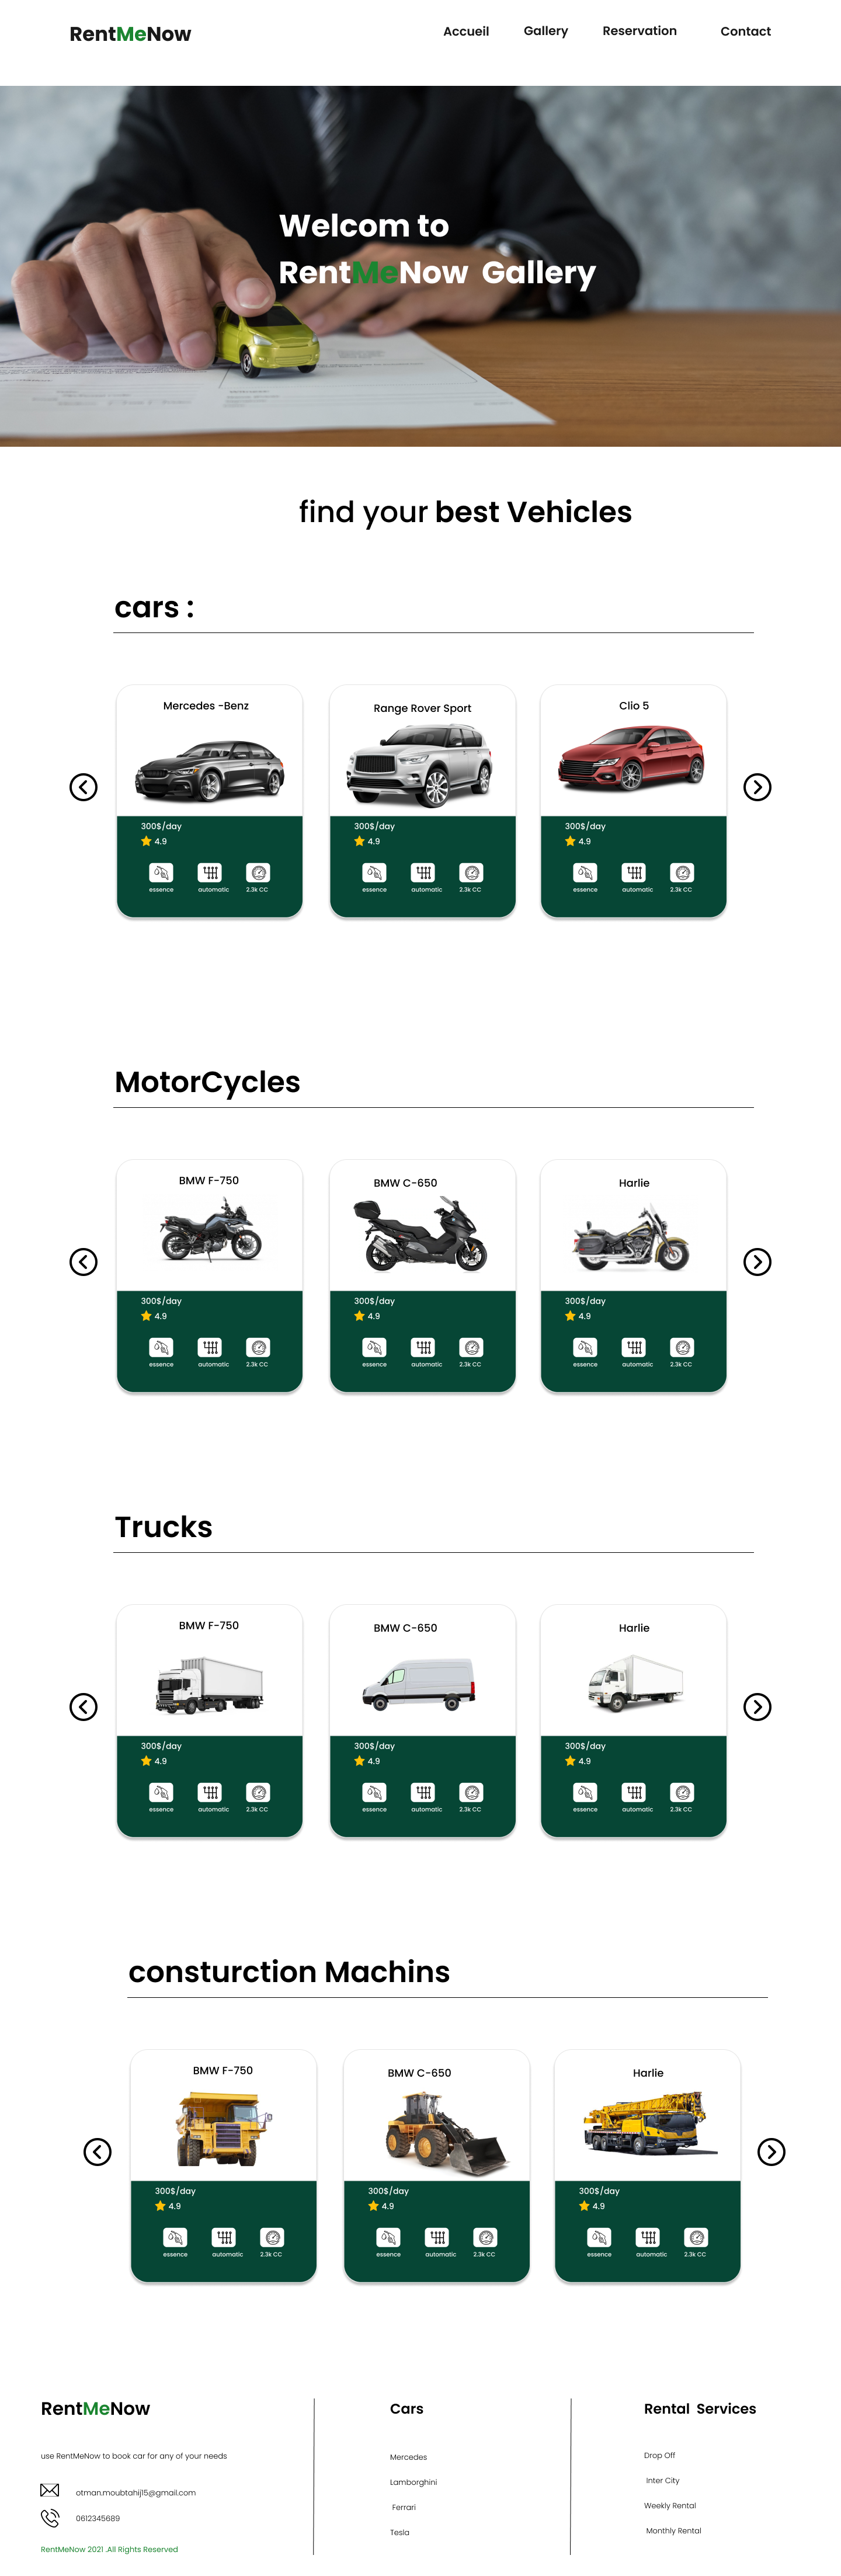 RentMeNow
Accueil Gallery Reservation Contact
Welcom to
RentMeNow Gallery
find your best Vehicles
cars :
Mercedes -Benz Range Rover Sport Clio 5
300$/day 300$/day 300$/day
4.9 4.9 4.9
essence automatic 2.3k CC essence automatic 2.3k CC essence automatic 2.3k CC
MotorCycles
BMW F-750 BMW C-650 Harlie
300$/day 300$/day 300$/day
4.9 4.9 4.9
essence automatic 2.3k CC essence automatic 2.3k CC essence automatic 2.3k CC
Trucks
BMW F-750 BMW C-650 Harlie
300$/day 300$/day 300$/day
4.9 4.9 4.9
essence automatic 2.3k CC essence automatic 2.3k CC essence automatic 2.3k CC
consturction Machins
BMW F-750 BMW C-650 Harlie
300$/day 300$/day 300$/day
4.9 4.9 4.9
essence automatic 2.3k CC essence automatic 2.3k CC essence automatic 2.3k CC
RentMeNow
use RentMeNow to book car for any of your needs
otman.moubtahij15@gmail.com
0612345689
RentMeNow 2021 .All Rights Reserved
Cars
Mercedes
Lamborghini
Ferrari
Tesla
Rental Services
Drop Off
Inter City
Weekly Rental
Monthly Rental